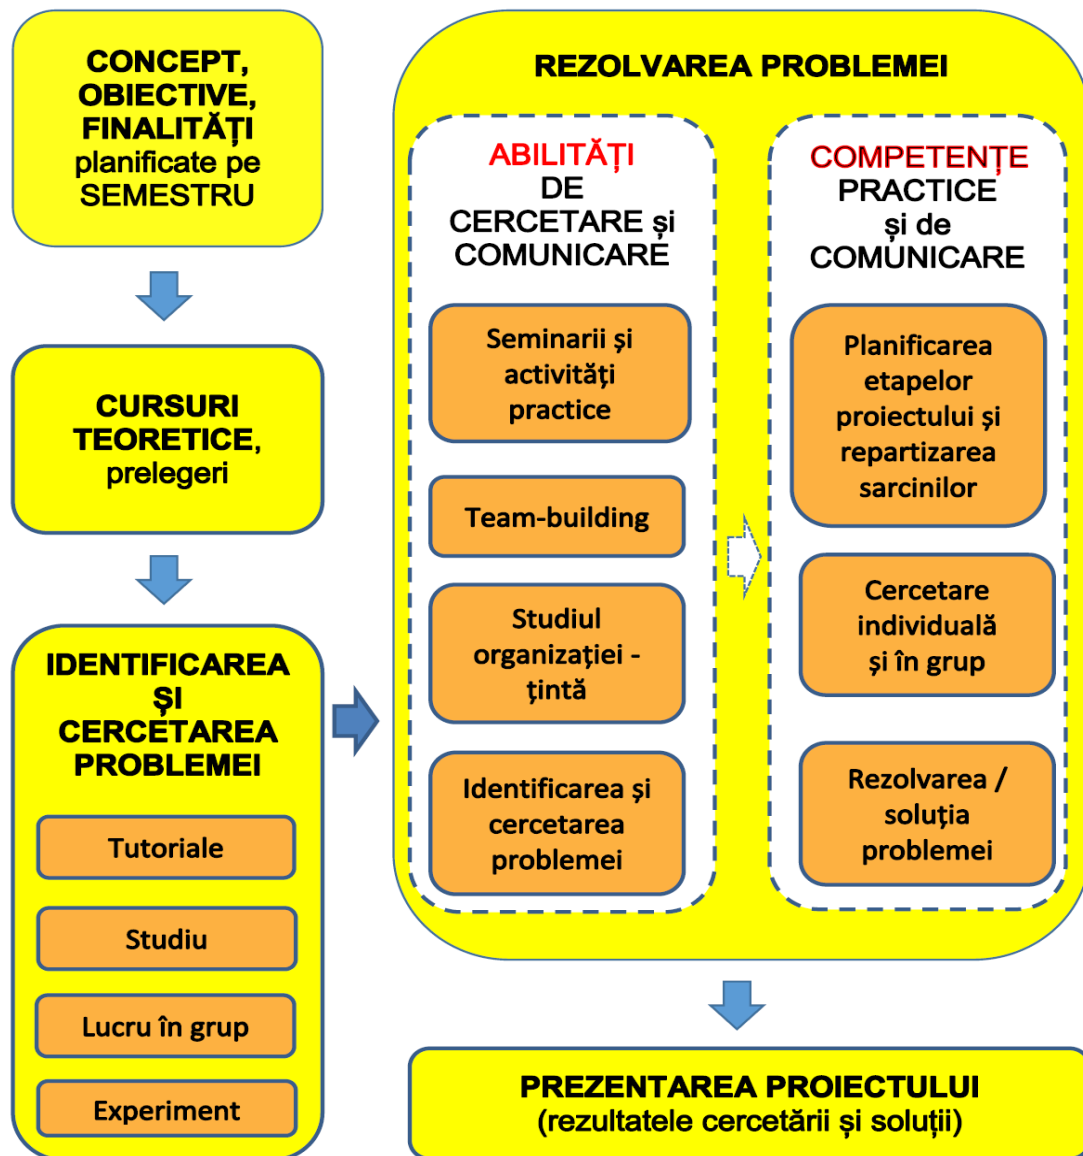 CONCEPT,
OBIECTIVE,
FINALITĂȚI
planificate pe
SEMESTRU
CURSURI
TEORETICE,
prelegeri
IDENTIFICAREA
ȘI
CERCETAREA
PROBLEMEI
Tutoriale
Studiu
Lucru în grup
Experiment
REZOLVAREA PROBLEMEI
ABILITĂȚI
DE
CERCETARE și
COMUNICARE
Seminarii și
activități
practice
Team-building
Studiul
organizației -
țintă
Identificarea și
cercetarea
problemei
COMPETENȚE
PRACTICE
și de
COMUNICARE
Planificarea
etapelor
proiectului și
repartizarea
sarcinilor
Cercetare
individuală
și în grup
Rezolvarea /
soluția
problemei
PREZENTAREA PROIECTULUI
(rezultatele cercetării și soluții)